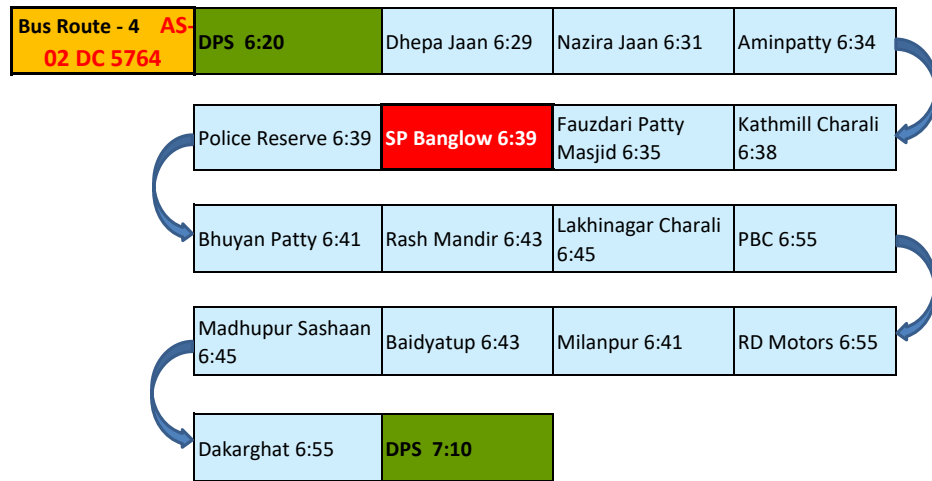 Bus Route - 4 AS-
02 DC 5764
DPS 6:20
Dhepa Jaan 6:29
Nazira Jaan 6:31
Aminpatty 6:34
Police Reserve 6:39
SP Banglow 6:39
Fauzdari Patty
Masjid 6:35
Kathmill Charali
6:38
Bhuyan Patty 6:41
Rash Mandir 6:43
Lakhinagar Charali
6:45
PBC 6:55
Madhupur Sashaan
6:45
Baidyatup 6:43
Milanpur 6:41
RD Motors 6:55
Dakarghat 6:55
DPS 7:10